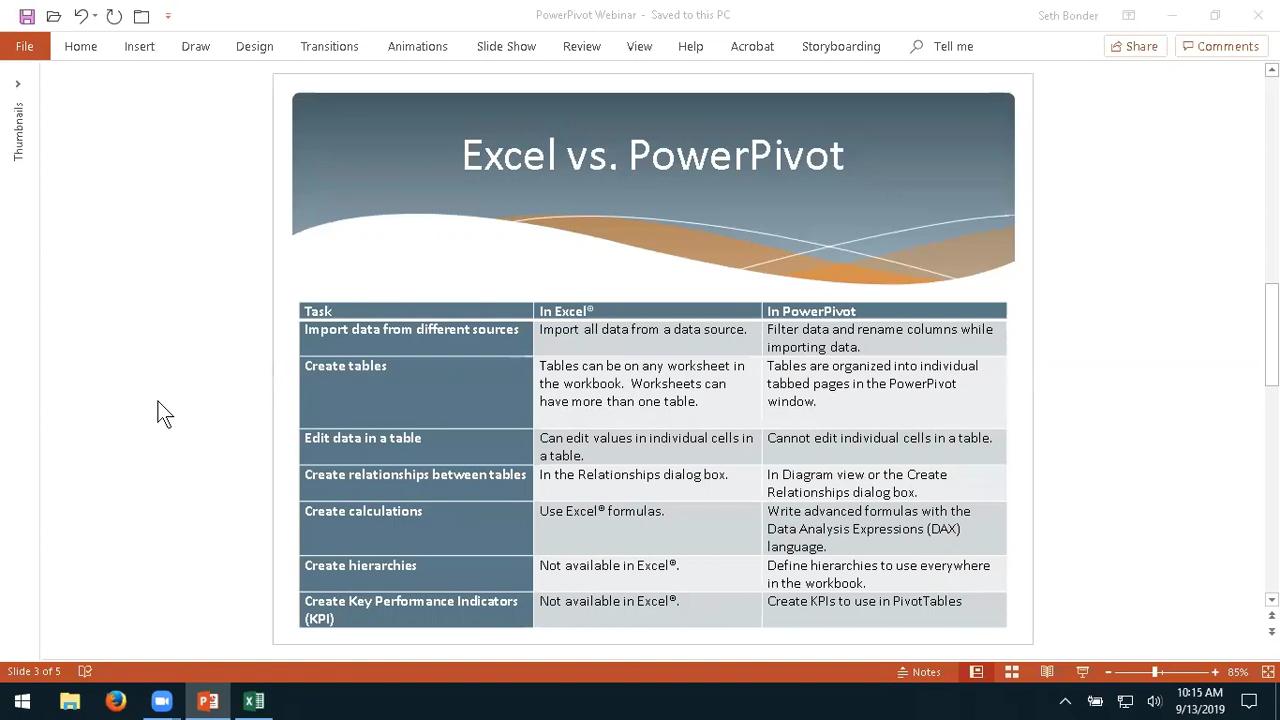 PowerPivot Webinar - Saved to this PC
Seth Bonder
File
Home
Insert
Draw
Design
Transitions
Animations
Slide Show
Review
View
Help
Acrobat
Storyboarding
Tell me
Share
Comments
Thumbnails
Excel vs. PowerPivot
Task
In Excel®
In PowerPivot
Import data from different sources
Import all data from a data source.
Filter data and rename columns while
importing data.
Create tables
Tables can be on any worksheet in
the workbook. Worksheets can
have more than one table.
Tables are organized into individual
tabbed pages in the PowerPivot
window.
Edit data in a table
Can edit values in individual cells in
a table.
Cannot edit individual cells in a table.
Create relationships between tables
In the Relationships dialog box.
In Diagram view or the Create
Relationships dialog box.
Create calculations
Use Excel® formulas.
Write advanced formulas with the
Data Analysis Expressions (DAX)
language.
Create hierarchies
Not available in Excel®.
Define hierarchies to use everywhere
in the workbook.
Create Key Performance Indicators
(KPI)
Not available in Excel®.
Create KPIs to use in PivotTables
Slide 3 of 5
Notes
85%
10:15 AM
9/13/2019